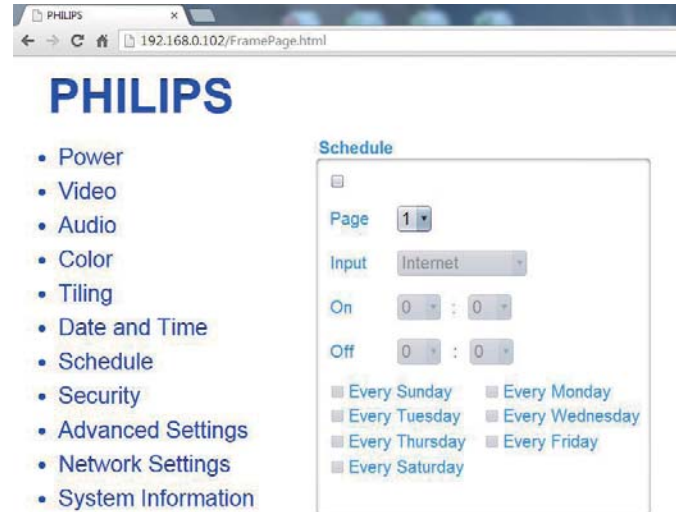 PHILIPS ×
192.168.0.102/FramePage.html
PHILIPS
• Power
• Video
• Audio
• Color
• Tiling
• Date and Time
• Schedule
• Security
• Advanced Settings
• Network Settings
• System Information
Schedule
Page 1
Input Internet
On 0 : 0
Off 0 : 0
Every Sunday Every Monday
Every Tuesday Every Wednesday
Every Thursday Every Friday
Every Saturday